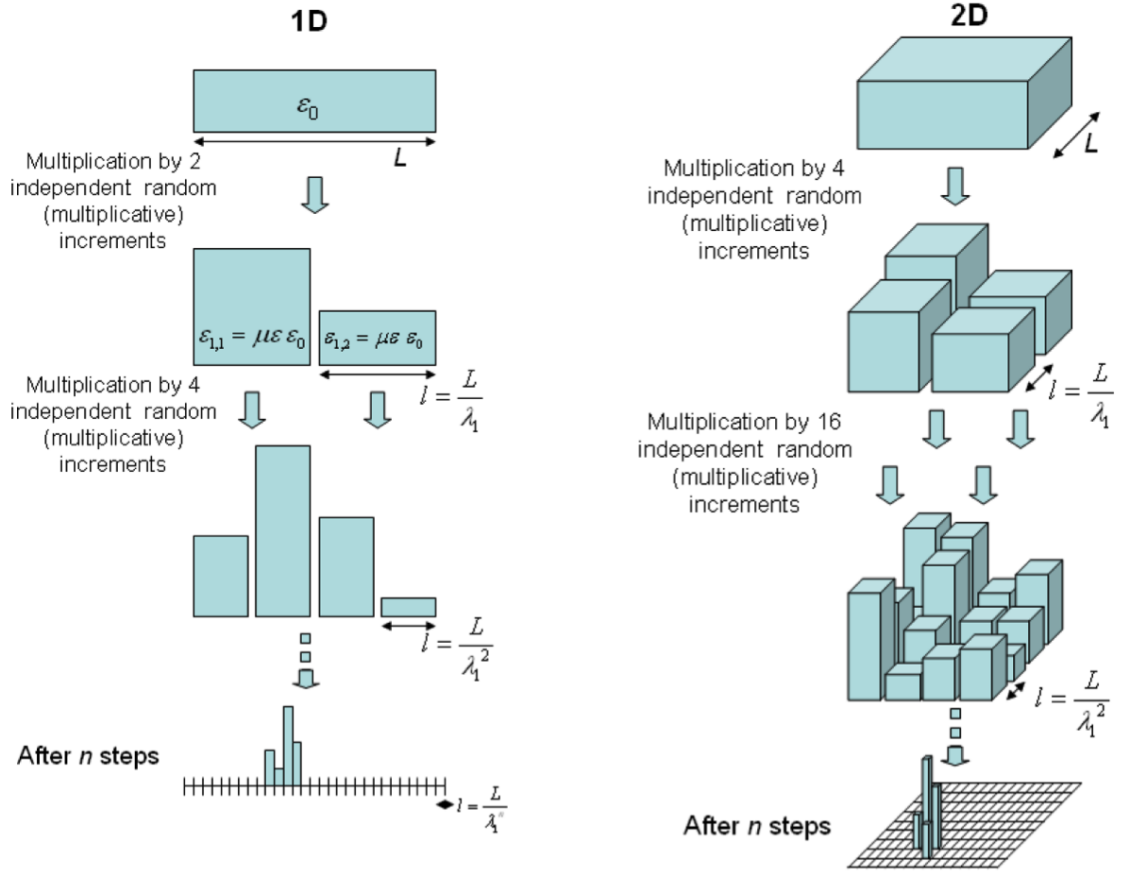 1D
ε₀
L
Multiplication by 2
independent random
(multiplicative)
increments
ε₁,₁ = με ε₀
ε₁,₂ = με ε₀
l = L/λ₁
Multiplication by 4
independent random
(multiplicative)
increments
l = L/λ₁²
After n steps
l = L/λ₁ⁿ
2D
L
Multiplication by 4
independent random
(multiplicative)
increments
l = L/λ₁
Multiplication by 16
independent random
(multiplicative)
increments
l = L/λ₁²
After n steps